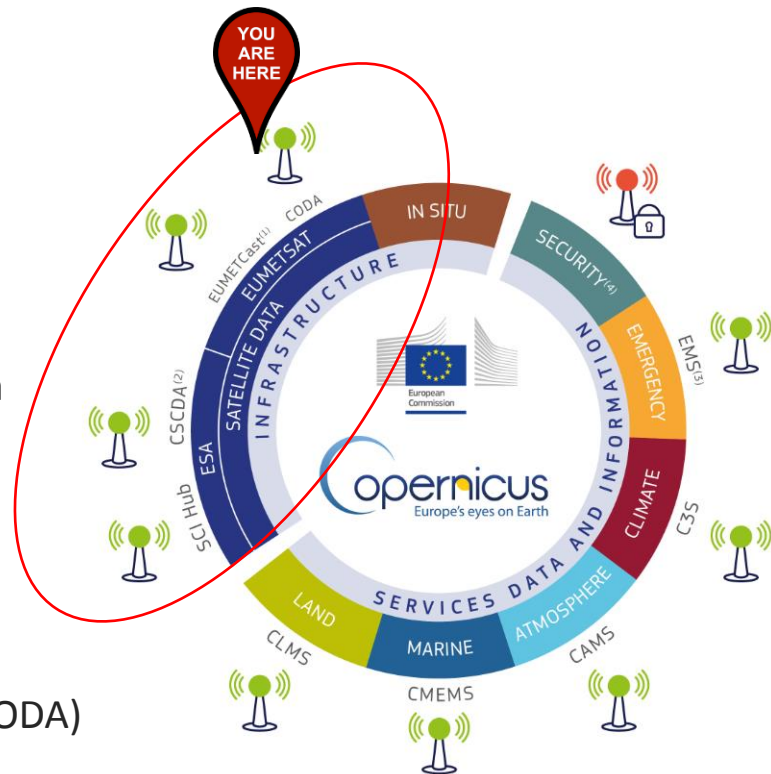 YOU
ARE
HERE
IN SITU
CODA
EUMETCast(1)
EUMETSAT
SATELLITE DATA
INFRASTRUCTURE
CSCDA(2)
ESA
SCI Hub
SECURITY(4)
EMERGENCY
EMS(3)
CLIMATE
C3S
ATMOSPHERE
CAMS
MARINE
CMEMS
LAND
CLMS
SERVICES DATA AND INFORMATION
European
Commission
opernicus
Europe's eyes on Earth
ODA)